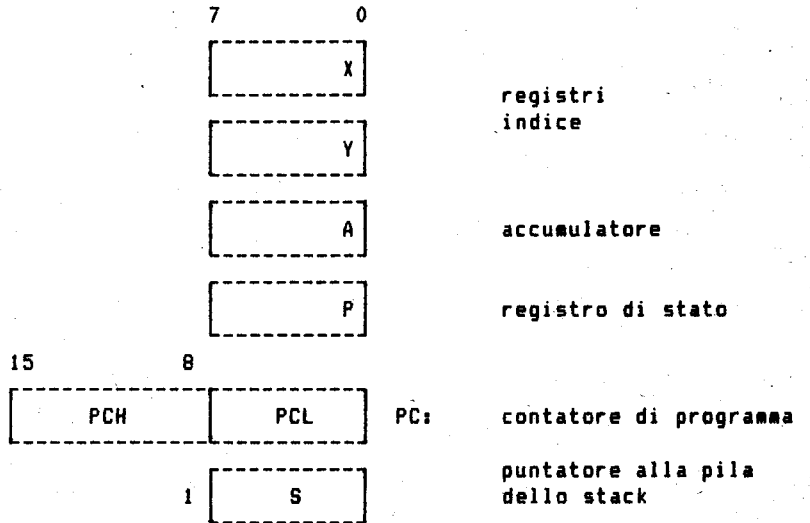 7 0
X
registri
indice
Y
A accumulatore
P registro di stato
15 8
PCH PCL PC: contatore di programma
puntatore alla pila
1 S dello stack